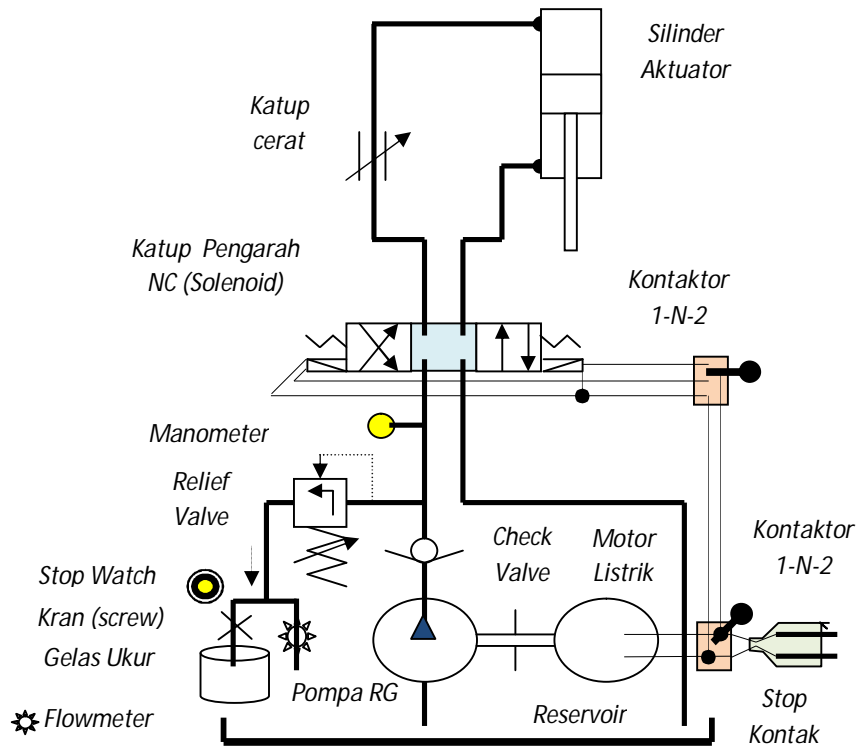 Silinder
Aktuator
Katup
cerat
Katup Pengarah
NC (Solenoid)
Kontaktor
1-N-2
Manometer
Relief
Valve
Check
Valve
Motor
Listrik
Kontaktor
1-N-2
Stop Watch
Kran (screw)
Gelas Ukur
Pompa RG
Reservoir
Stop
Kontak
Flowmeter